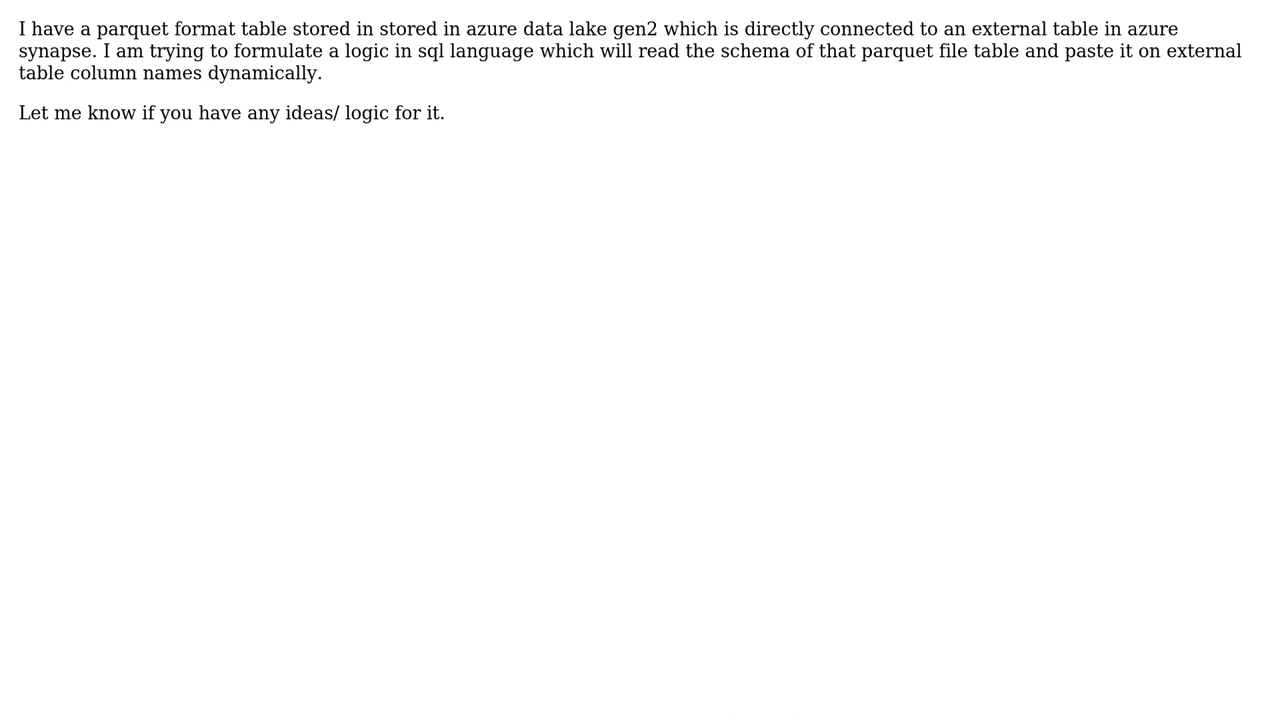 I have a parquet format table stored in stored in azure data lake gen2 which is directly connected to an external table in azure
synapse. I am trying to formulate a logic in sql language which will read the schema of that parquet file table and paste it on external
table column names dynamically.
Let me know if you have any ideas/ logic for it.